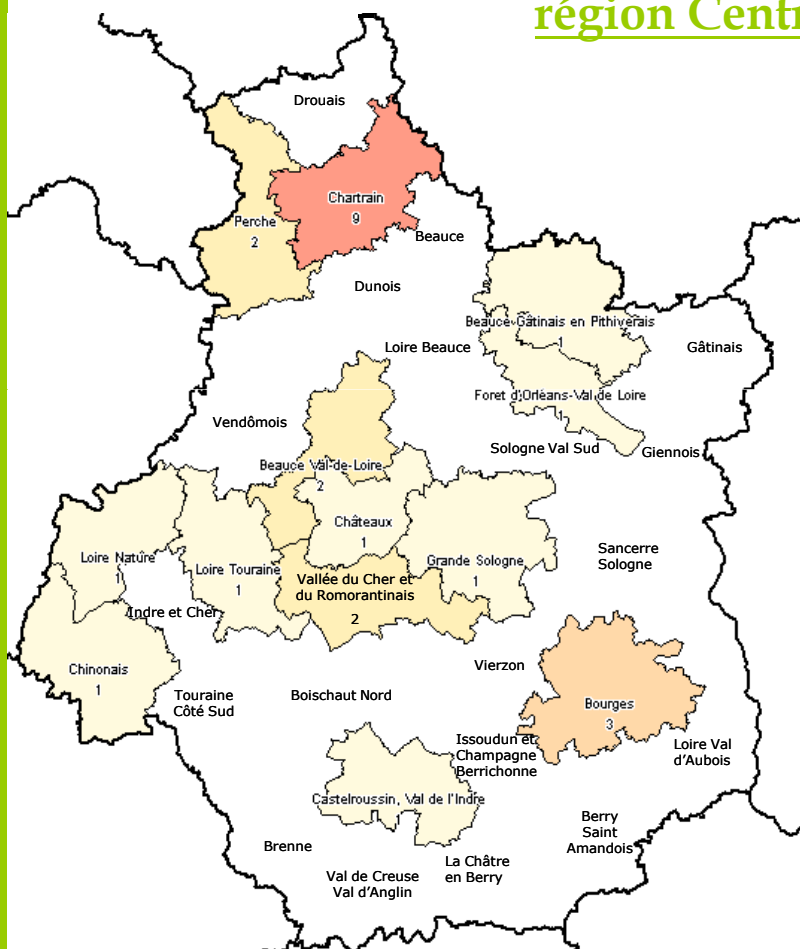 région Centr
Drouais
Chartrain
9
Perche
2
Beauce
Dunois
Beauce-Gâtinais en Pithiverais
1
Loire Beauce
Gâtinais
Foret d'Orléans-Val de Loire
1
Vendômois
Sologne Val Sud
Giennois
Beauce Val-de-Loire
2
Châteaux
1
Loire Nature
1
Loire Touraine
1
Grande Sologne
1
Sancerre
Sologne
Vallée du Cher et
du Romorantinais
2
Indre et Cher
Chinonais
1
Vierzon
Touraine
Côté Sud
Boischaut Nord
Bourges
3
Issoudun et
Champagne
Berrichonne
Loire Val
d'Aubois
Castelroussin, Val de l'Indre
Berry
Saint
Amandois
Brenne
La Châtre
en Berry
Val de Creuse
Val d'Anglin